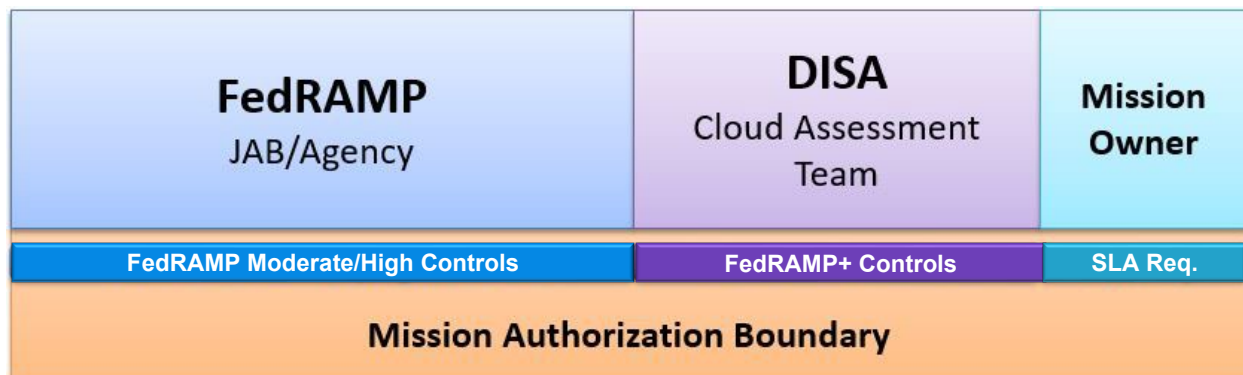 FedRAMP
JAB/Agency
DISA
Cloud Assessment
Team
Mission
Owner
FedRAMP Moderate/High Controls
FedRAMP+ Controls
SLA Req.
Mission Authorization Boundary